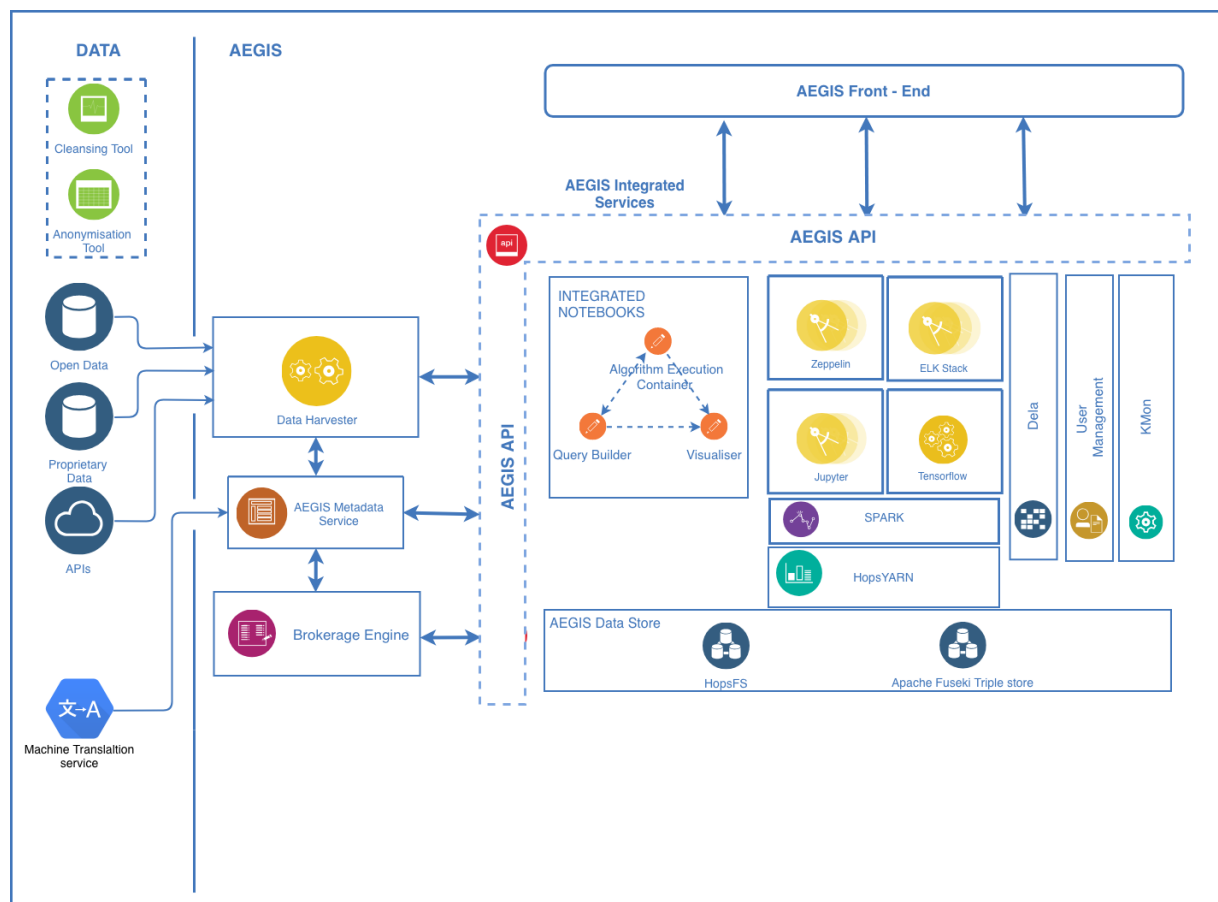 DATA
AEGIS
Cleansing Tool
Anonymisation
Tool
Open Data
Proprietary
Data
APIs
文→A
Machine Translaltion
service
Data Harvester
AEGIS Metadata
Service
Brokerage Engine
AEGIS Front - End
AEGIS Integrated
Services
api
AEGIS API
AEGIS API
INTEGRATED
NOTEBOOKS
Algofrithm Execution
Container
Query Builder
Visualiser
Zeppelin
ELK Stack
Jupyter
Tensorflow
SPARK
HopsYARN
Dela
User
Management
KMon
AEGIS Data Store
HopsFS
Apache Fuseki Triple store